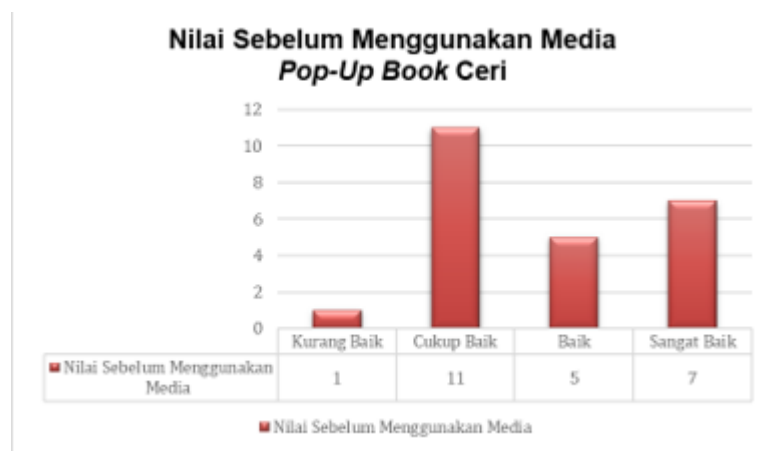 Nilai Sebelum Menggunakan Media
Pop-Up Book Ceri
12
10
8
6
4
2
0
Kurang Baik Cukup Baik Baik Sangat Baik
Nilai Sebelum Menggunakan
Media
1 11 5 7
Nilai Sebelum Menggunakan Media